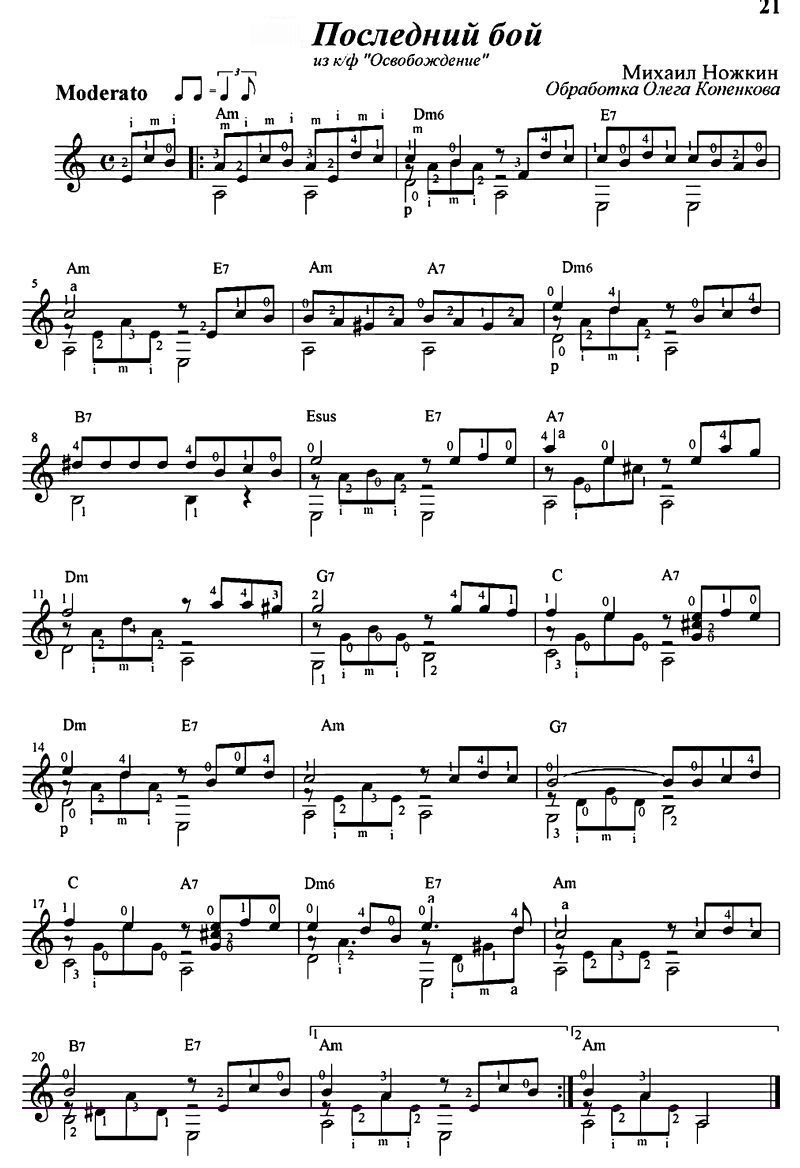 21
Последний бой
из к/ф "Освобождение"
Михаил Ножкин
Обработка Олега Копенкова
Moderato
3
i m i Am m i m i m i m i Dm6 m E7
p i m i
5 Am a E7 Am A7 Dm6
i m i p i m i
8 B7 Esus E7 A7 a
i m i i
11 Dm G7 C A7
i m i i m i i
14 Dm E7 Am G7
p i m i i m i i m i
17 C A7 Dm6 E7 a Am a
i i i m a
20 B7 E7 1 Am 2 Am